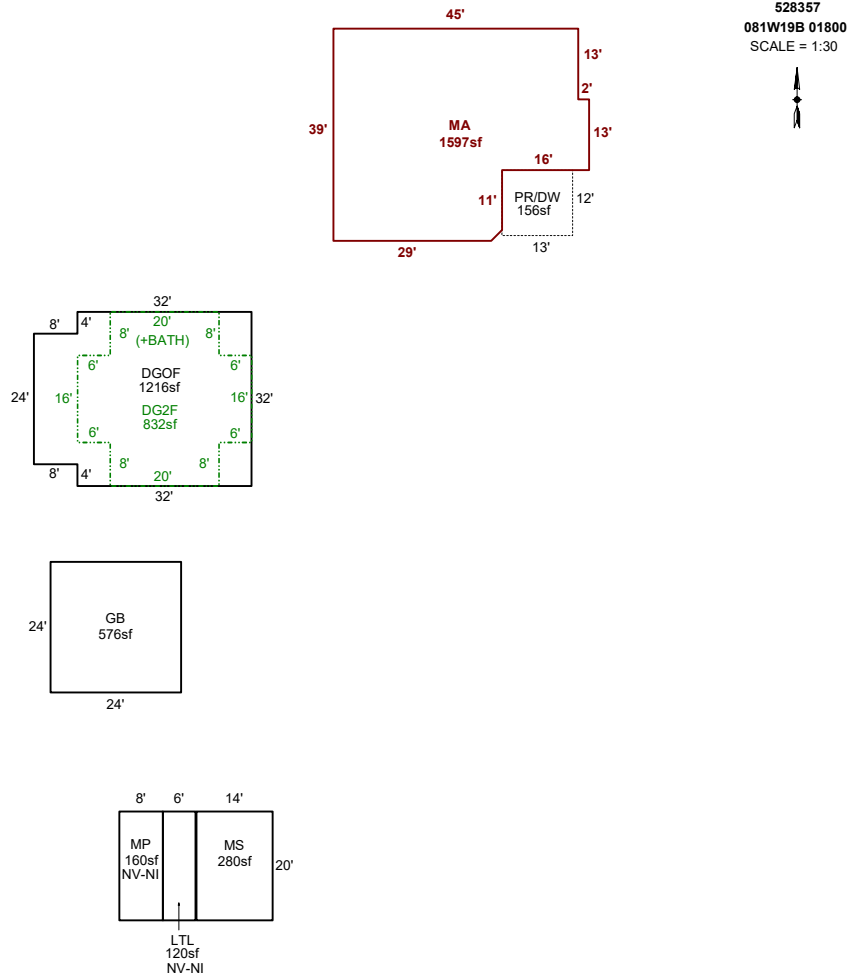 528357
081W19B 01800
SCALE = 1:30
45'
13'
2'
39'
MA
1597sf
13'
16'
11'
PR/DW
156sf
12'
13'
29'
32'
8'
4'
20'
8'
(+BATH)
8'
6'
6'
DGOF
1216sf
24'
16'
16'
32'
DG2F
832sf
6'
6'
8'
4'
8'
20'
8'
32'
GB
576sf
24'
24'
8'
6'
14'
MP
160sf
NV-NI
MS
280sf
20'
LTL
120sf
NV-NI